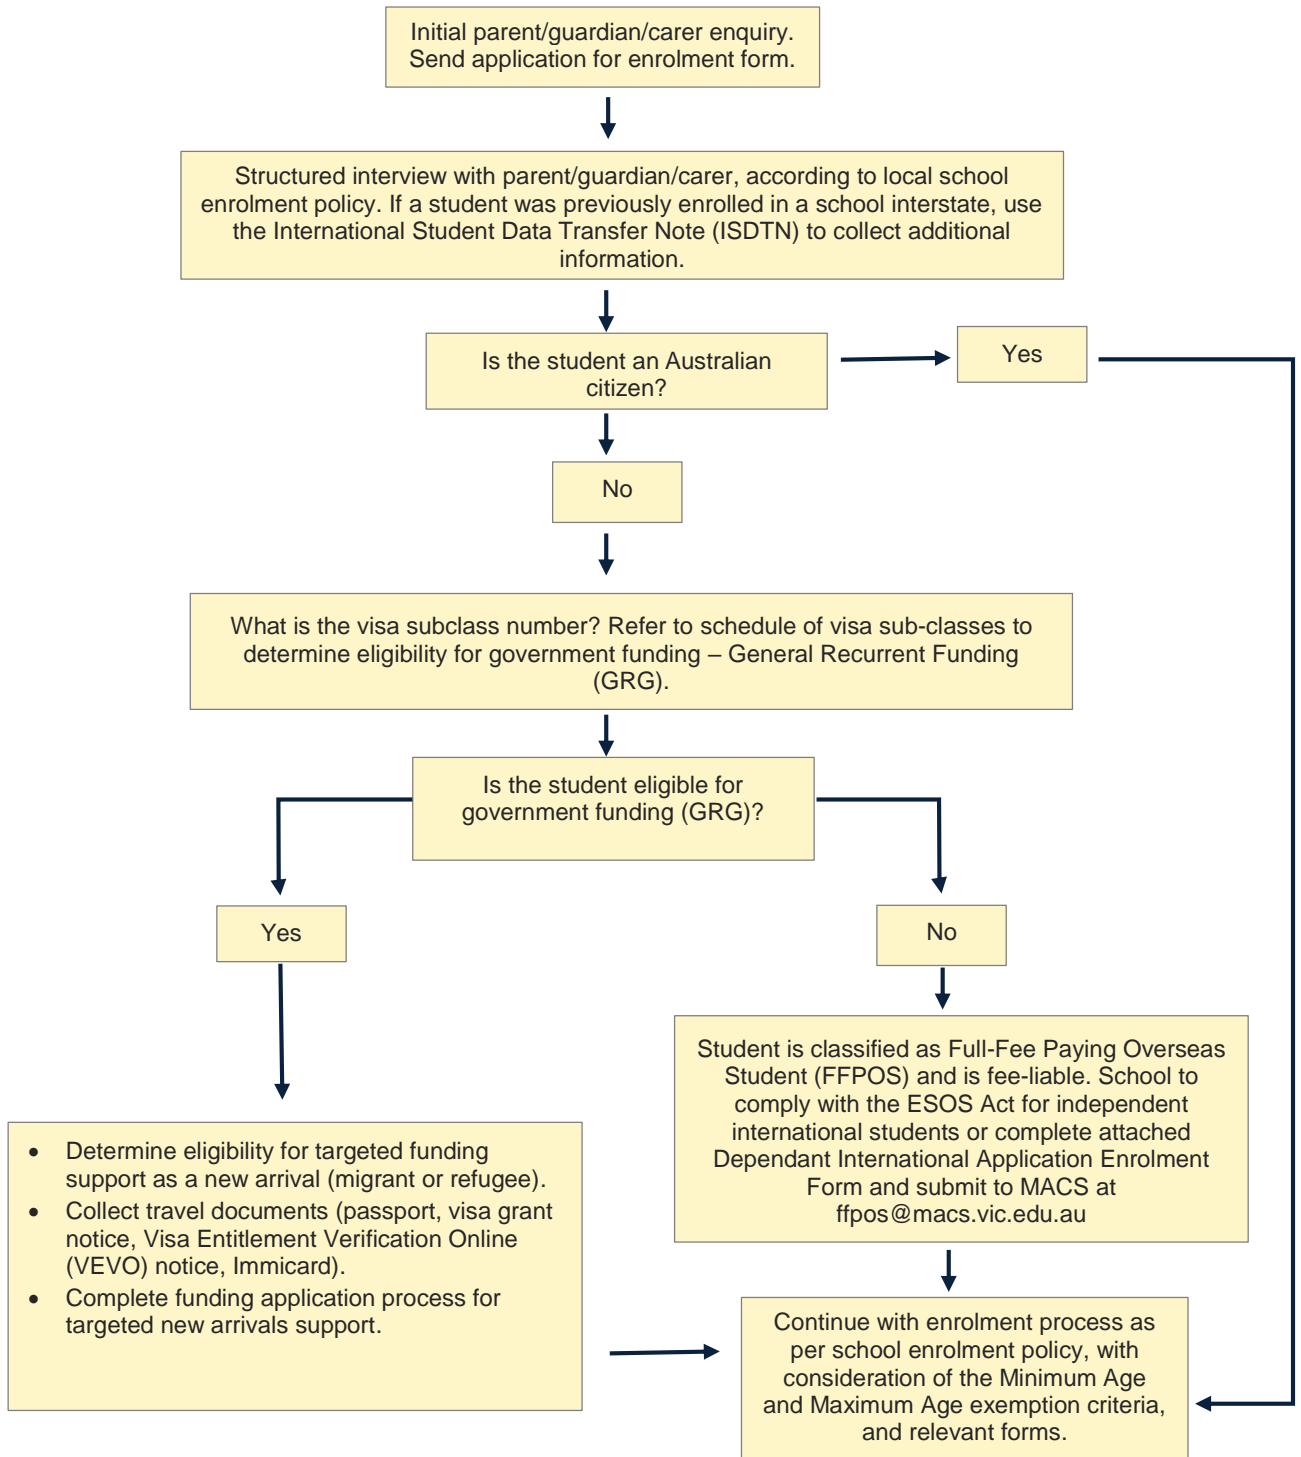 Initial parent/guardian/carer enquiry.
Send application for enrolment form.
Structured interview with parent/guardian/carer, according to local school
enrolment policy. If a student was previously enrolled in a school interstate, use
the International Student Data Transfer Note (ISDTN) to collect additional
information.
Is the student an Australian
citizen?
Yes
No
What is the visa subclass number? Refer to schedule of visa sub-classes to
determine eligibility for government funding – General Recurrent Funding
(GRG).
Is the student eligible for
government funding (GRG)?
Yes
No
Student is classified as Full-Fee Paying Overseas
Student (FFPOS) and is fee-liable. School to
comply with the ESOS Act for independent
international students or complete attached
Dependant International Application Enrolment
Form and submit to MACS at
ffpos@macs.vic.edu.au
• Determine eligibility for targeted funding
support as a new arrival (migrant or refugee).
• Collect travel documents (passport, visa grant
notice, Visa Entitlement Verification Online
(VEVO) notice, Immicard).
• Complete funding application process for
targeted new arrivals support.
Continue with enrolment process as
per school enrolment policy, with
consideration of the Minimum Age
and Maximum Age exemption criteria,
and relevant forms.